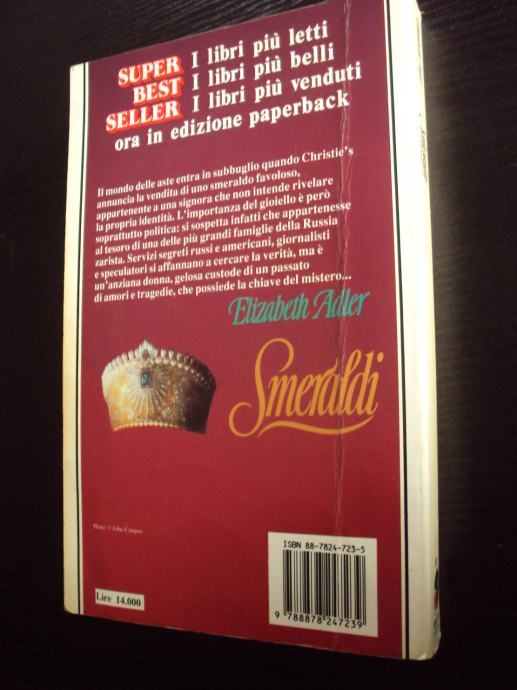 SUPER
BEST
SELLER
I libri più letti
I libri più belli
I libri più venduti
ora in edizione paperback
Il mondo delle aste entra in subbuglio quando Christie's
annuncia la vendita di uno smeraldo favoloso,
appartenente a una signora che non intende rivelare
la propria identità. L'importanza del gioiello è però
soprattutto politica: si sospetta infatti che appartenesse
al tesoro di una delle più grandi famiglie della Russia
zarista. Servizi segreti russi e americani, giornalisti
e speculatori si affannano a cercare la verità, ma è
un'anziana donna, gelosa custode di un passato
di amori e tragedie, che possiede la chiave del mistero...
Elizabeth Adler
Smeraldi
Photo © John Campos
ISBN 88-7824-723-5
9 788878 247239
Lire 14.000